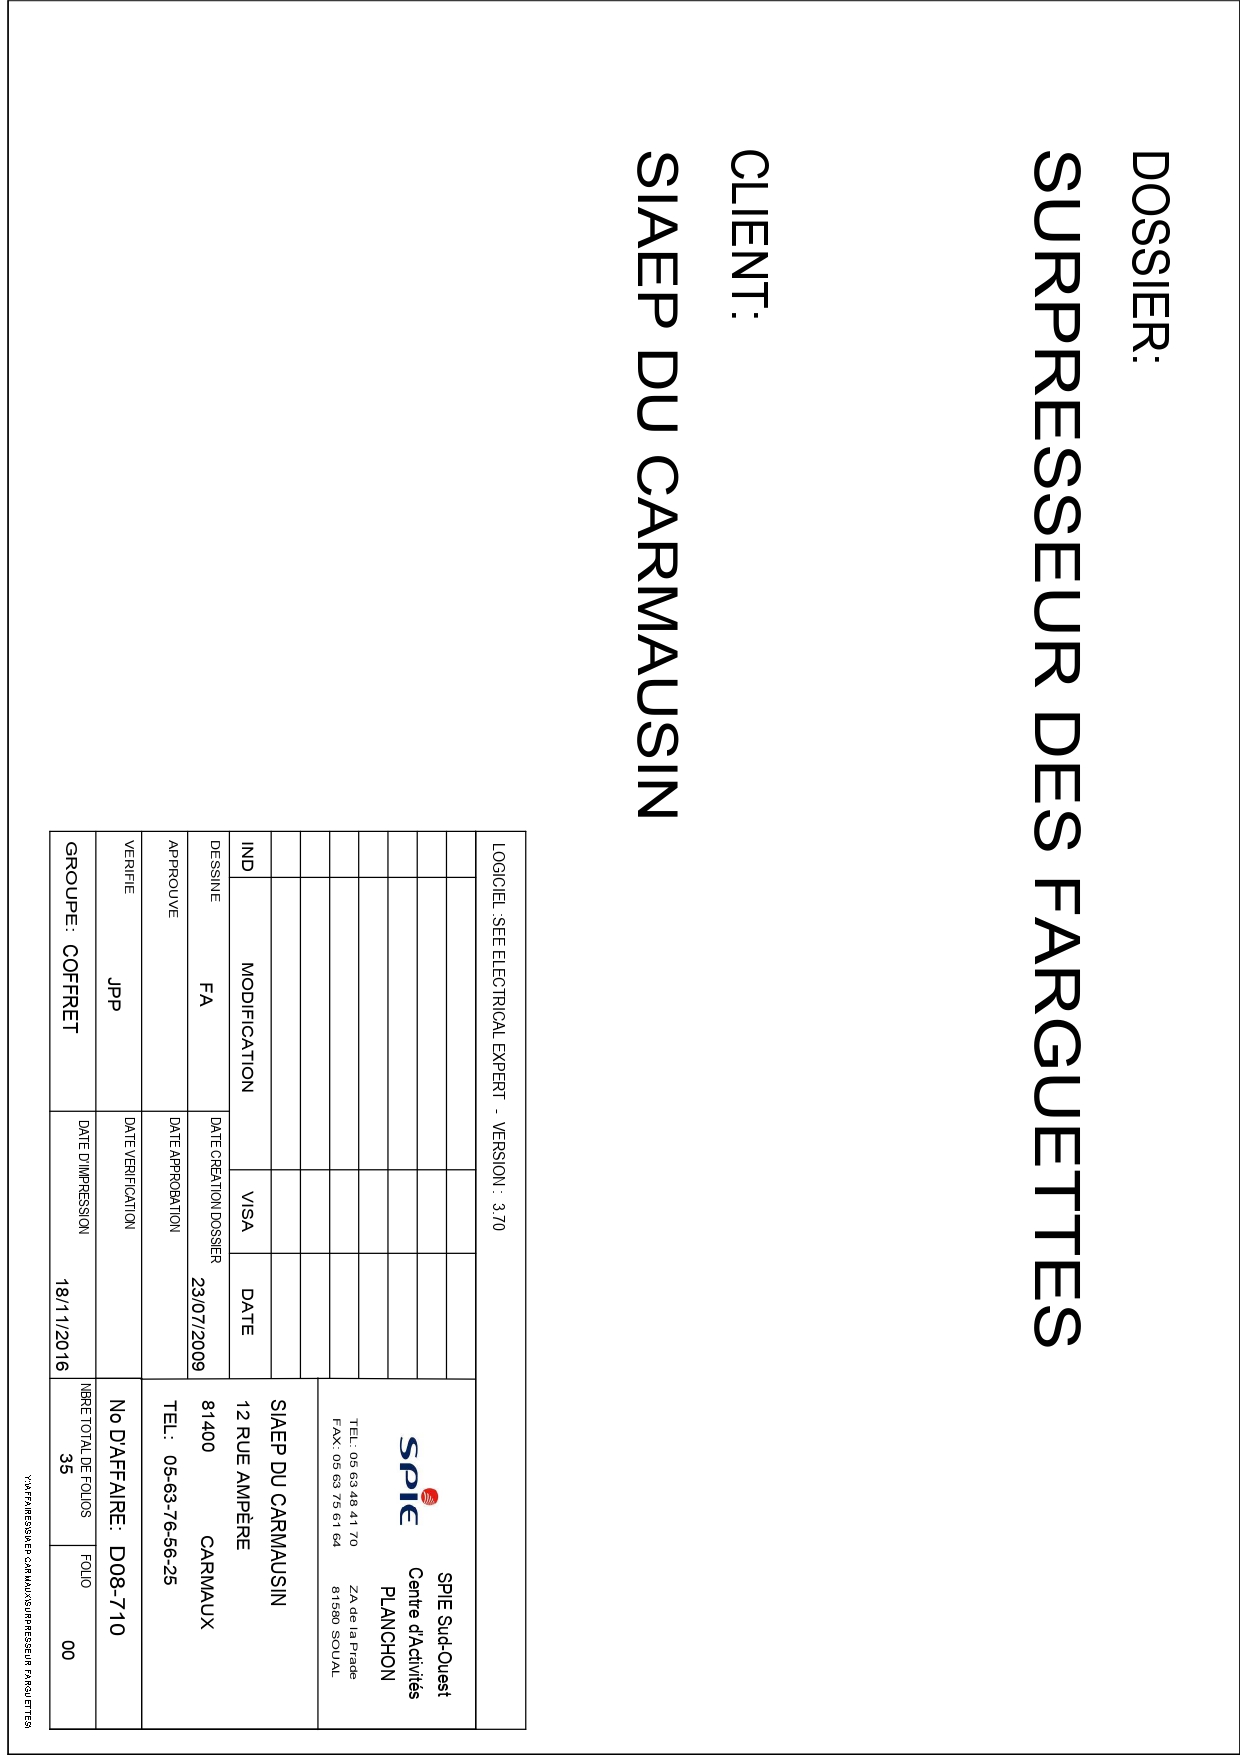 DOSSIER:
SURPRESSEUR DES FARGUETTES
CLIENT:
SIAEP DU CARMAUSIN
LOGICIEL :SEE ELECTRICAL EXPERT - VERSION : 3.70
IND MODIFICATION VISA DATE
DESSINE FA DATE CREATION DOSSIER 23/07/2009
APPROUVE DATE APPROBATION
VERIFIE JPP DATE VERIFICATION
GROUPE: COFFRET DATE D'IMPRESSION 18/11/2016
SPIE
SPIE Sud-Ouest
Centre d'Activités
PLANCHON
TEL: 05 63 48 41 70 ZA de la Prade
FAX: 05 63 75 61 64 81580 SOUAL
SIAEP DU CARMAUSIN
12 RUE AMPÈRE
81400 CARMAUX
TEL: 05-63-76-56-25
No D'AFFAIRE: D08-710
NBRE TOTAL DE FOLIOS 35 FOLIO 00
Y:\AFFAIRES\SIAEP CARMAUX\SURPRESSEUR FARGUETTES\